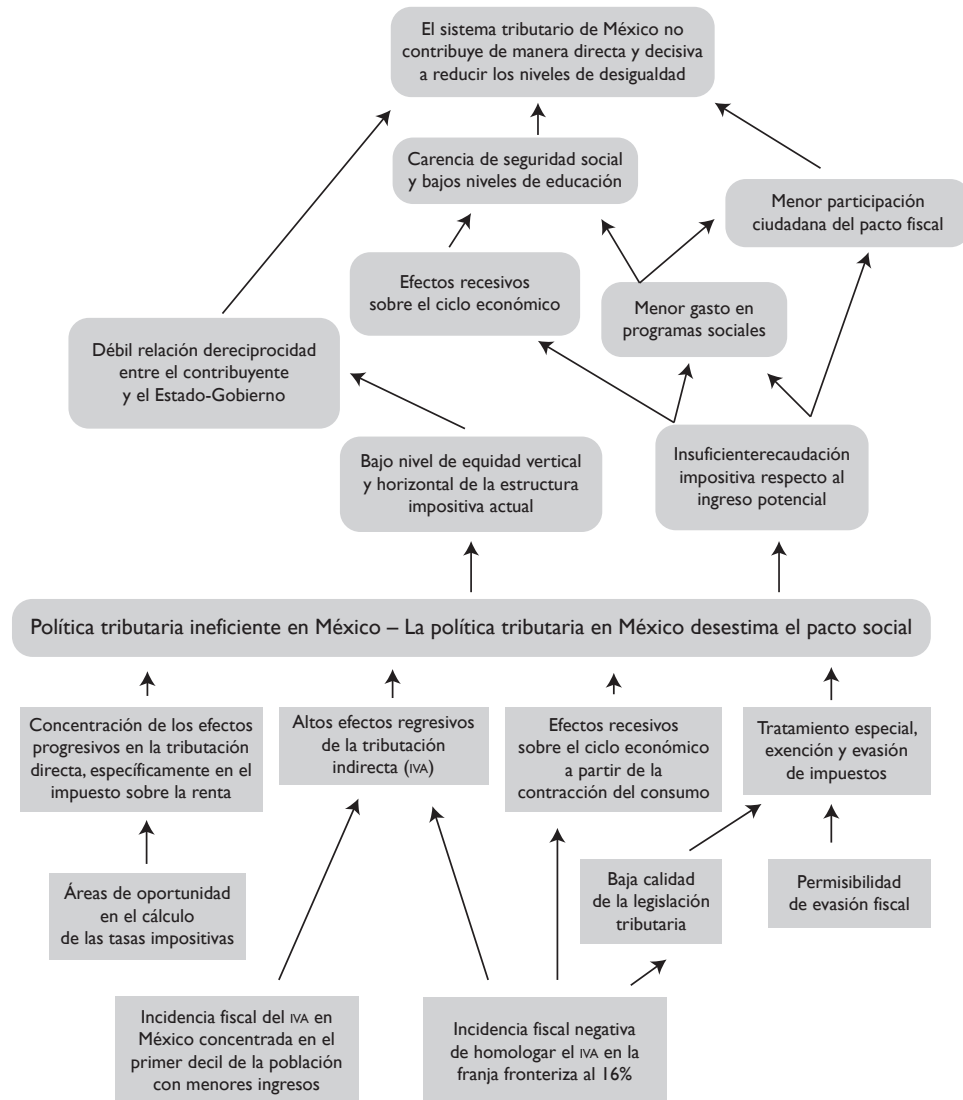 El sistema tributario de México no
contribuye de manera directa y decisiva
a reducir los niveles de desigualdad
Carencia de seguridad social
y bajos niveles de educación
Menor participación
ciudadana del pacto fiscal
Efectos recesivos
sobre el ciclo económico
Menor gasto en
programas sociales
Débil relación dereciprocidad
entre el contribuyente
y el Estado-Gobierno
Bajo nivel de equidad vertical
y horizontal de la estructura
impositiva actual
Insuficienterecaudación
impositiva respecto al
ingreso potencial
Política tributaria ineficiente en México – La política tributaria en México desestima el pacto social
Concentración de los efectos
progresivos en la tributación
directa, específicamente en el
impuesto sobre la renta
Altos efectos regresivos
de la tributación
indirecta (IVA)
Efectos recesivos
sobre el ciclo económico
a partir de la
contracción del consumo
Tratamiento especial,
exención y evasión
de impuestos
Áreas de oportunidad
en el cálculo
de las tasas impositivas
Baja calidad
de la legislación
tributaria
Permisibilidad
de evasión fiscal
Incidencia fiscal del IVA en
México concentrada en el
primer decil de la población
con menores ingresos
Incidencia fiscal negativa
de homologar el IVA en la
franja fronteriza al 16%